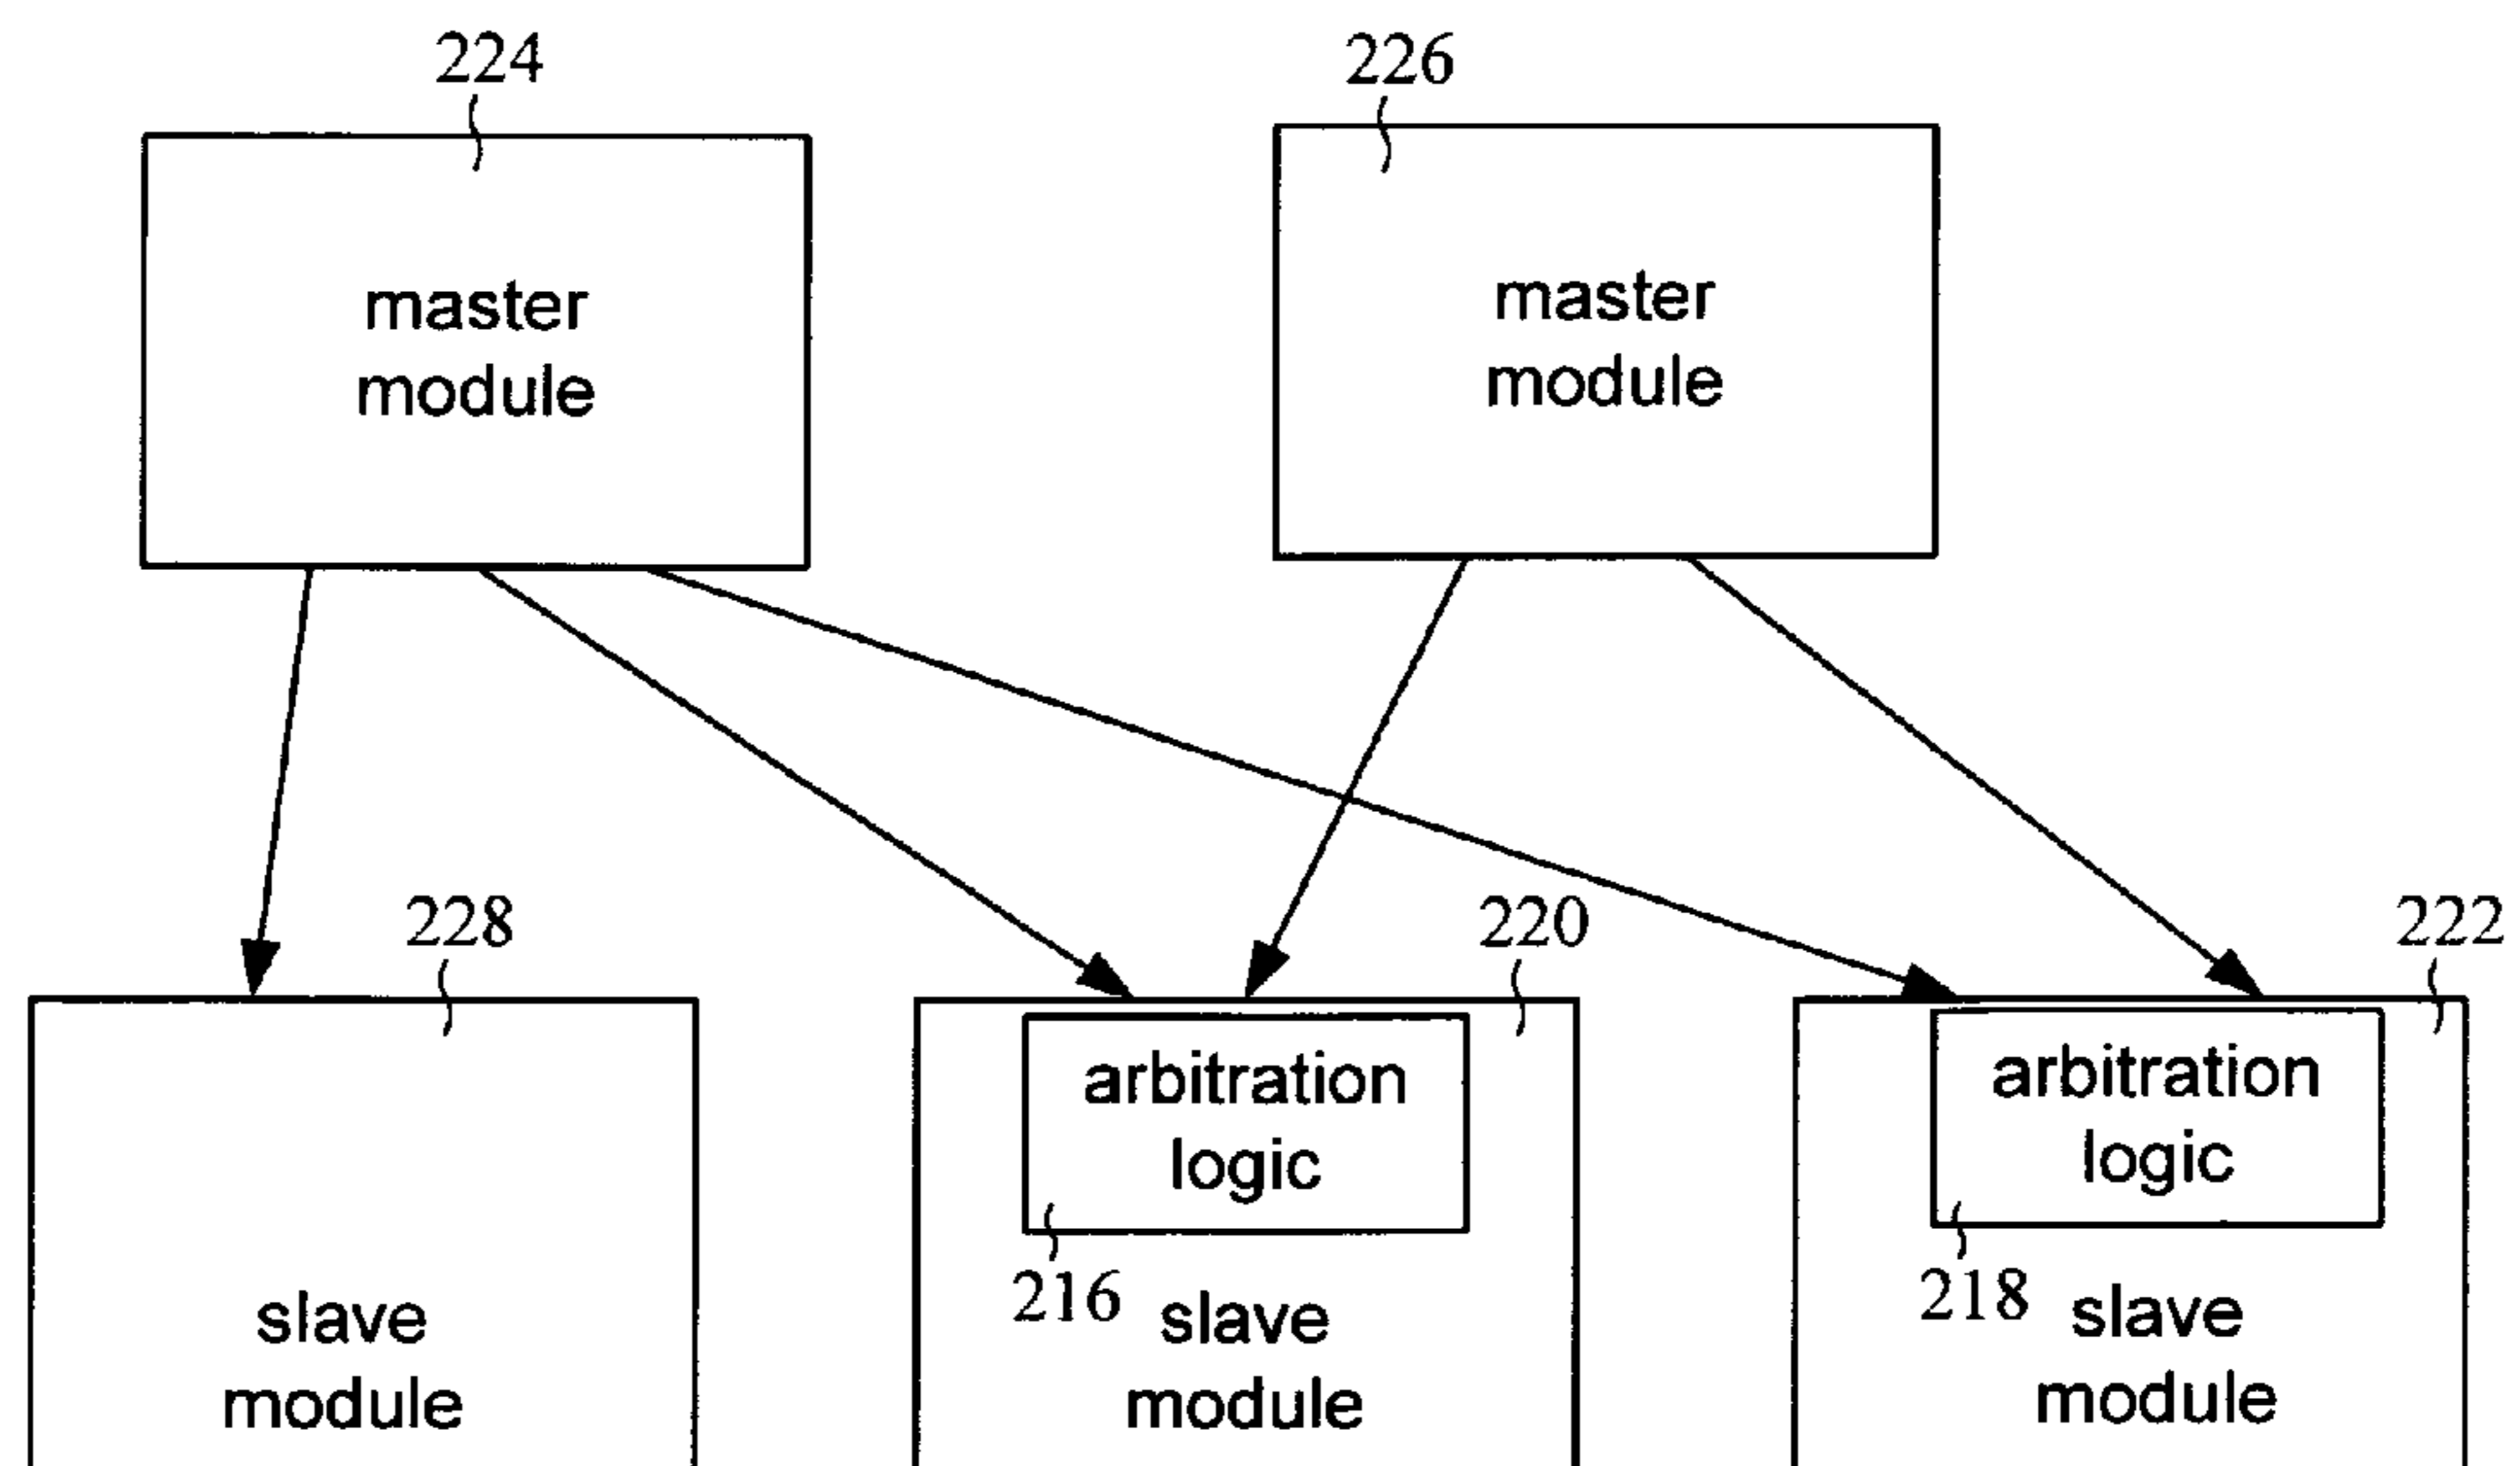 224
226
master
module
master
module
228
220
222
arbitration
logic
arbitration
logic
216
218
slave
module
slave
module
slave
module